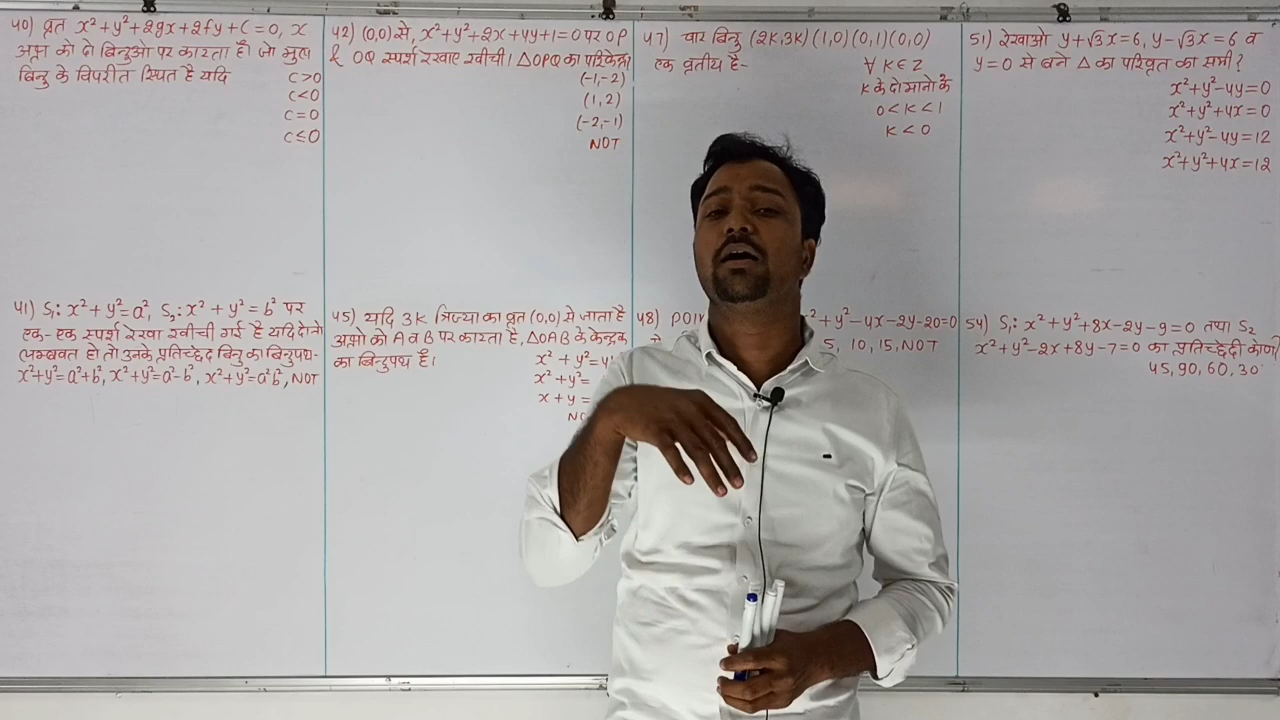 40) व्रत x²+y²+2gx+2fy+c=0, x
अक्ष को दो बिन्दुओ पर काटता है। जो मुल
बिन्दु के विपरीत स्थित है यदि
c>0
c<0
c=0
c≤0
41) S₁: x²+y²=a², S₂: x²+y²=b² पर
एक-एक स्पर्श रेखा खींची गई है यदि दोनो
लम्बवत हो तो उनके प्रतिच्छेद बिन्दु का बिन्दुपथ-
x²+y²=a²+b², x²+y²=a²-b², x²+y²=a²b², NOT
42) (0,0) से, x²+y²+2x+4y+1=0 पर OP
& OQ स्पर्श रेखाए खींची। △OPQ का परिकेन्द्र।
(-1,-2)
(1,2)
(-2,-1)
NOT
45) यदि 3K त्रिज्या का व्रत (0,0) से जाता है
अक्षो को A व B पर काटता है, △OAB के केन्द्रक
का बिन्दुपथ है।
x²+y²=
x²+y²=
x+y=
47) चार बिन्दु (2K,3K) (1,0) (0,1) (0,0)
एक व्रतीय है-
∀ K∈Z
K के दो मानो के
0<K<1
K<0
48) +y²-4x-2y-20=0
5, 10, 15, NOT
51) रेखाओ y+√3x=6, y-√3x=6 व
y=0 से बने △ का परिवृत का समी?
x²+y²-4y=0
x²+y²+4x=0
x²+y²-4y=12
x²+y²+4x=12
54) S₁: x²+y²+8x-2y-9=0 तथा S₂
x²+y²-2x+8y-7=0 का प्रतिच्छेदी कोण।
45, 90, 60, 30°